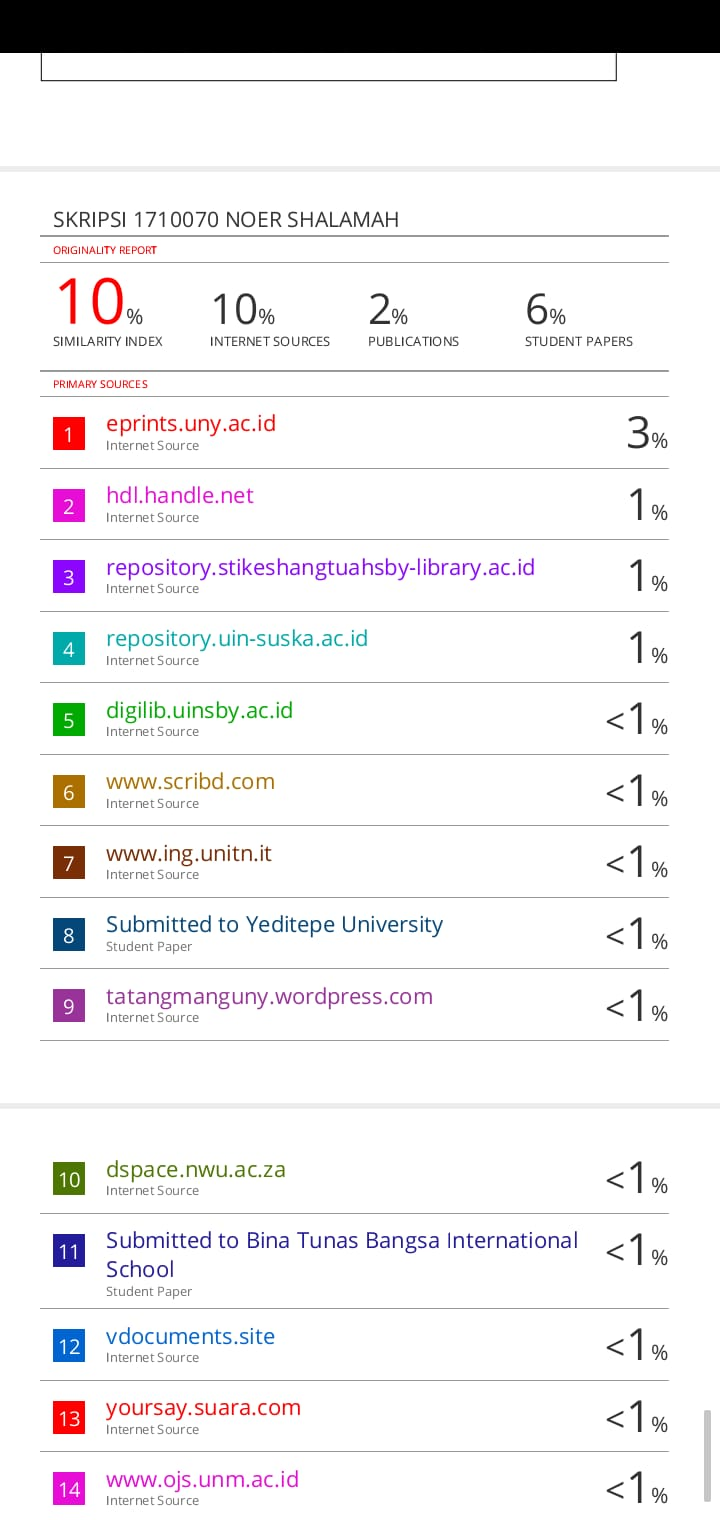 SKRIPSI 1710070 NOER SHALAMAH
ORIGINALITY REPORT
10% 10% 2% 6%
SIMILARITY INDEX INTERNET SOURCES PUBLICATIONS STUDENT PAPERS
PRIMARY SOURCES
1 eprints.uny.ac.id 3%
Internet Source
2 hdl.handle.net 1%
Internet Source
3 repository.stikeshangtuahsby-library.ac.id 1%
Internet Source
4 repository.uin-suska.ac.id 1%
Internet Source
5 digilib.uinsby.ac.id <1%
Internet Source
6 www.scribd.com <1%
Internet Source
7 www.ing.unitn.it <1%
Internet Source
8 Submitted to Yeditepe University <1%
Student Paper
9 tatangmanguny.wordpress.com <1%
Internet Source
10 dspace.nwu.ac.za <1%
Internet Source
11 Submitted to Bina Tunas Bangsa International <1%
School
Student Paper
12 vdocuments.site <1%
Internet Source
13 yoursay.suara.com <1%
Internet Source
14 www.ojs.unm.ac.id <1%
Internet Source